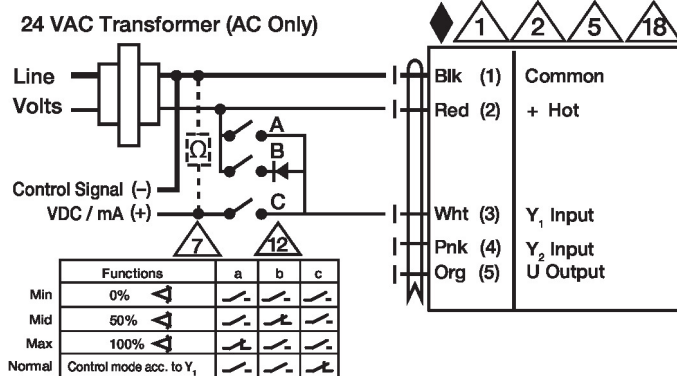 24 VAC Transformer (AC Only)
1 2 5 18
Line
Volts
Blk (1) Common
Red (2) + Hot
A
B
Ω
C
Control Signal (–)
VDC / mA (+)
Wht (3) Y1 Input
Pnk (4) Y2 Input
Org (5) U Output
7 12
Functions a b c
Min 0%
Mid 50%
Max 100%
Normal Control mode acc. to Y1